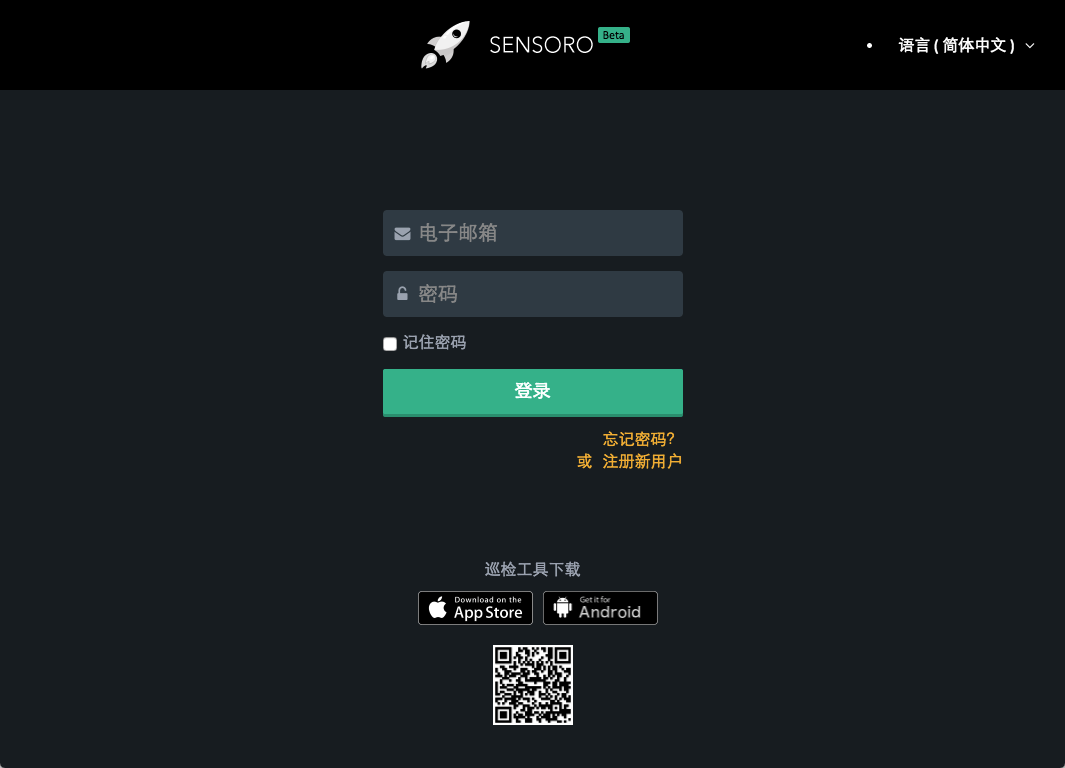 SENSORO
Beta
语言 ( 简体中文 )
电子邮箱
密码
记住密码
登录
忘记密码?
或 注册新用户
巡检工具下载
Download on the
App Store
Get it for
Android